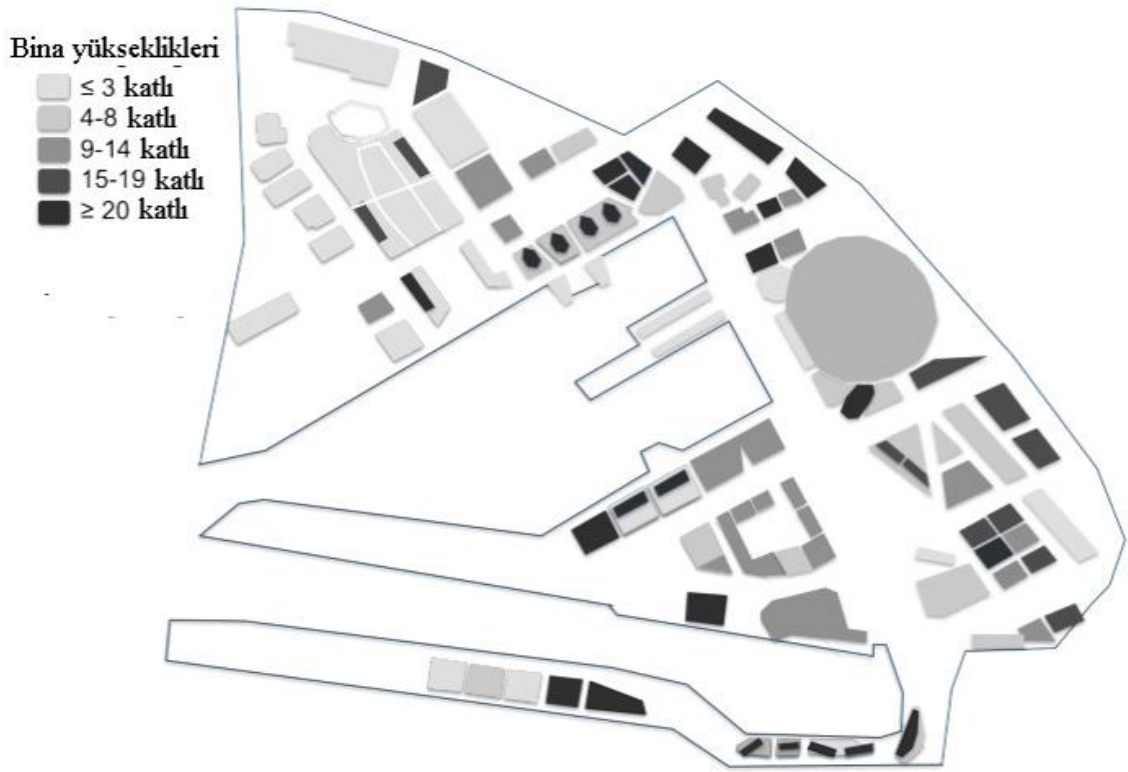 Bina yükseklikleri
≤ 3 katlı
4-8 katlı
9-14 katlı
15-19 katlı
≥ 20 katlı